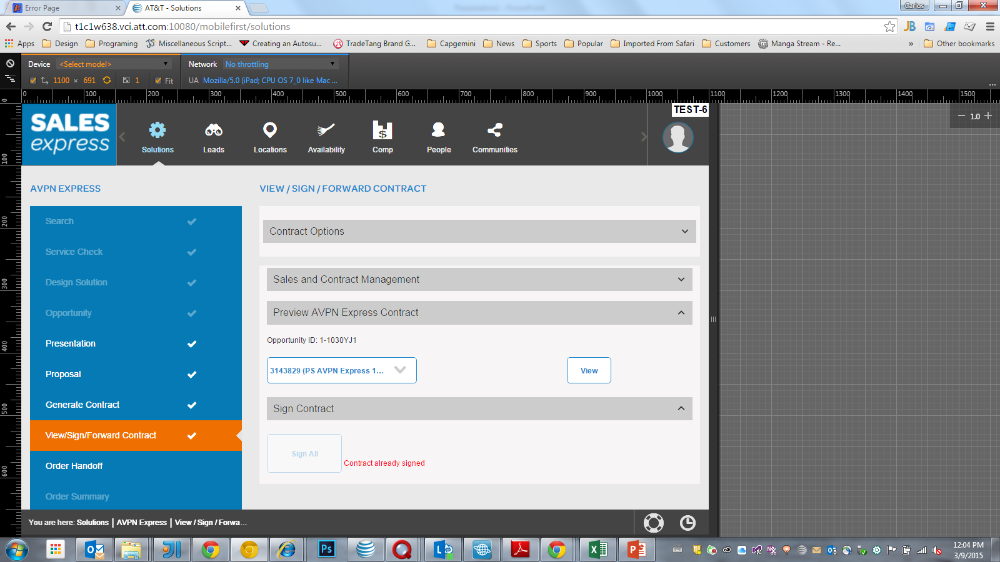 Error Page
AT&T - Solutions
Carlos
t1c1w638.vci.att.com:10080/mobilefirst/solutions
Apps
Design
Programing
Miscellaneous Script...
Creating an Autosu...
TradeTang Brand G...
Capgemini
News
Sports
Popular
Imported From Safari
Customers
Manga Stream - Re...
» Other bookmarks
Device <Select model>
Network No throttling
1100 × 691 1 Fit
UA Mozilla/5.0 (iPad; CPU OS 7_0 like Mac ...
...
0 100 200 300 400 500 600 700 800 900 1000 1100 1200 1300 1400 1500
0
100
200
300
400
500
600
TEST-6
− 1.0 +
SALES
express
Solutions
Leads
Locations
Availability
$
Comp
People
Communities
AVPN EXPRESS
Search
Service Check
Design Solution
Opportunity
Presentation
Proposal
Generate Contract
View/Sign/Forward Contract
Order Handoff
Order Summary
VIEW / SIGN / FORWARD CONTRACT
Contract Options
Sales and Contract Management
Preview AVPN Express Contract
Opportunity ID: 1-1030YJ1
3143829 (PS AVPN Express 1...
View
Sign Contract
Sign All
Contract already signed
You are here: Solutions | AVPN Express | View / Sign / Forwa...
Ps
12:04 PM
3/9/2015